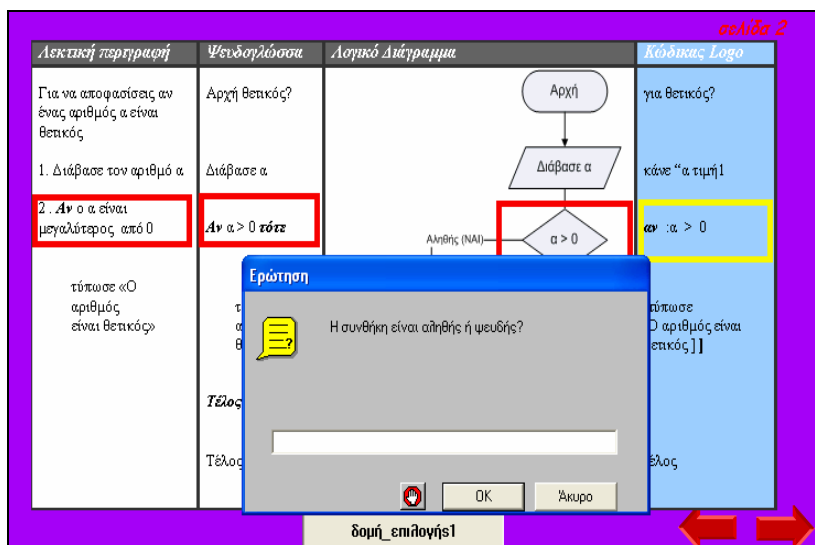 σελίδα 2
Λεκτική περιγραφή
Ψευδογλώσσα
Λογικό Διάγραμμα
Κώδικας Logo
Για να αποφασίσεις αν
ένας αριθμός α είναι
θετικός
1. Διάβασε τον αριθμό α
2 . Αν ο α είναι
μεγαλύτερος από 0
τύπωσε «Ο
αριθμός
είναι θετικός»
Αρχή θετικός?
Διάβασε α
Αν α > 0 τότε
Τέλος
Τέλος
Αρχή
Διάβασε α
Αληθής (ΝΑΙ)
α > 0
για θετικός?
κάνε “α τιμή1
αν :α > 0
τύπωσε
Ο αριθμός είναι
θετικός ] ]
τέλος
Ερώτηση
Η συνθήκη είναι αληθής ή ψευδής?
OK
Άκυρο
δομή_επιλογής1